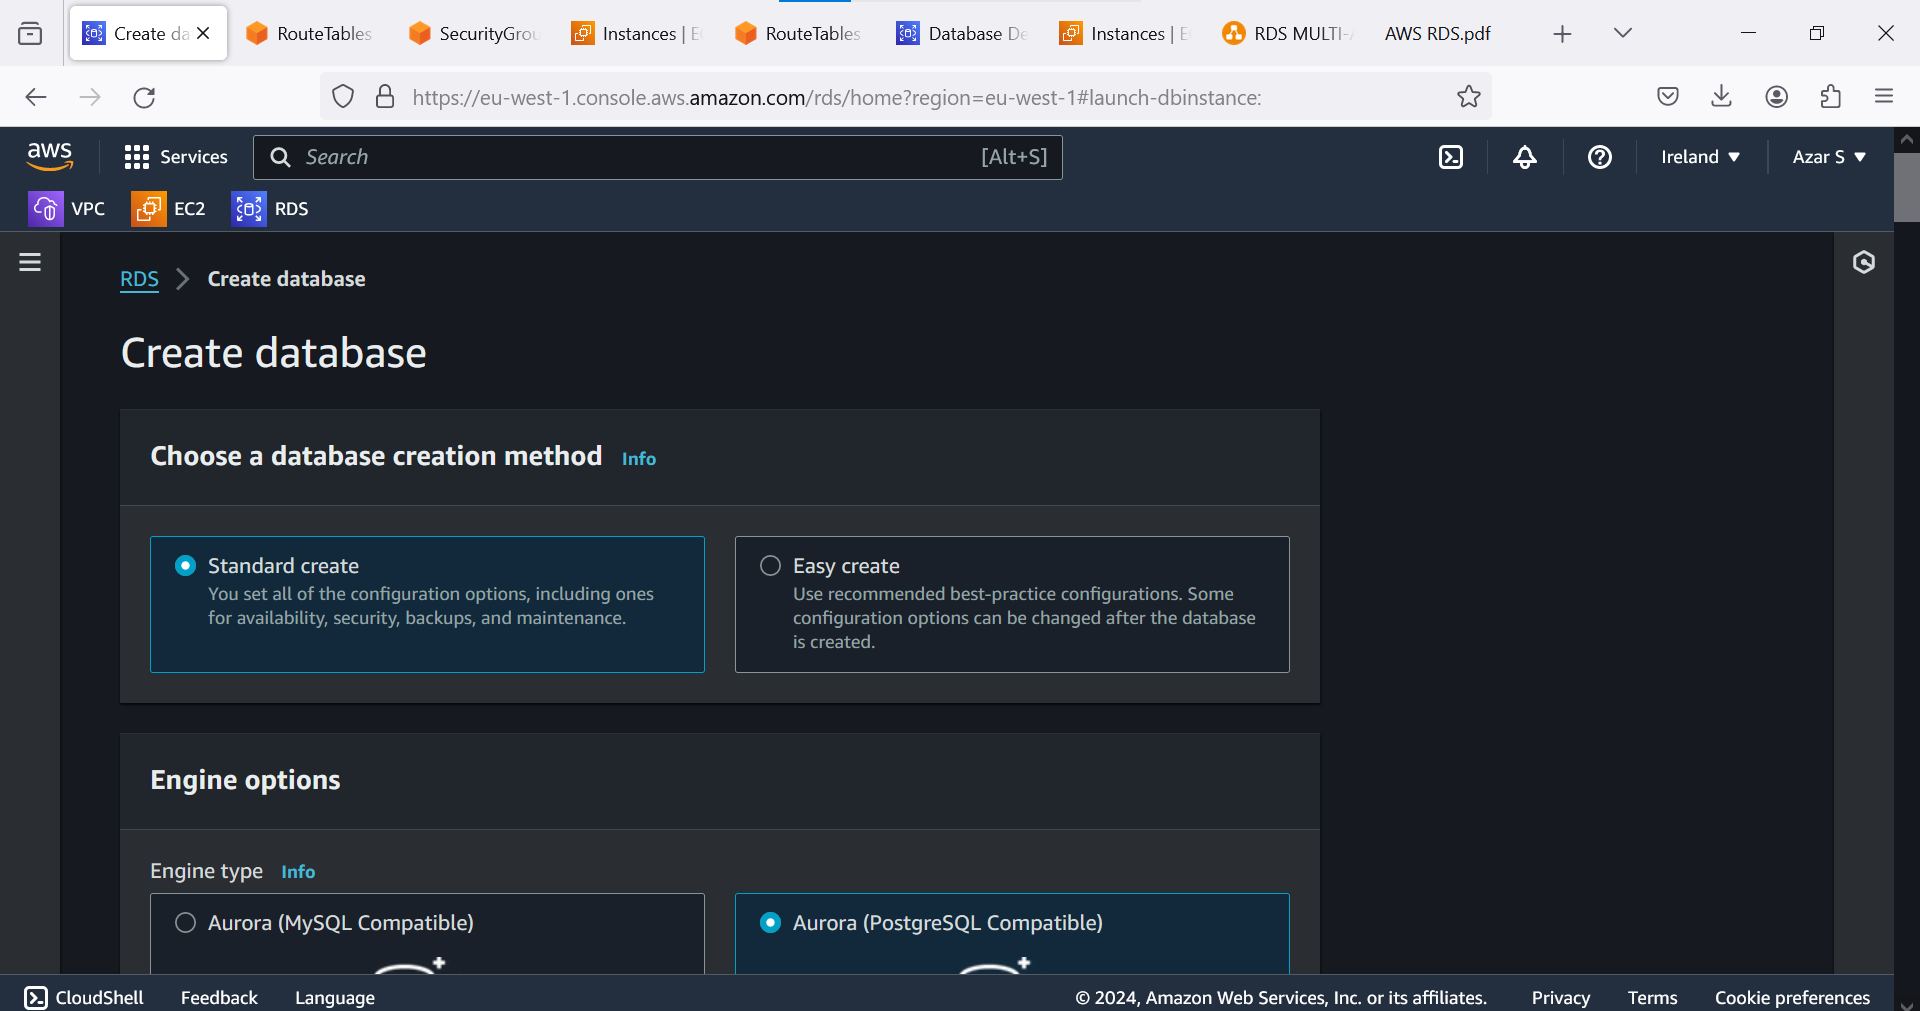 Create da
RouteTables
SecurityGrou
Instances | E
RouteTables
Database De
Instances | E
RDS MULTI-
AWS RDS.pdf
https://eu-west-1.console.aws.amazon.com/rds/home?region=eu-west-1#launch-dbinstance:
aws
Services
Search
[Alt+S]
Ireland
Azar S
VPC
EC2
RDS
RDS
Create database
Create database
Choose a database creation method Info
Standard create
You set all of the configuration options, including ones
for availability, security, backups, and maintenance.
Easy create
Use recommended best-practice configurations. Some
configuration options can be changed after the database
is created.
Engine options
Engine type Info
Aurora (MySQL Compatible)
Aurora (PostgreSQL Compatible)
CloudShell
Feedback
Language
© 2024, Amazon Web Services, Inc. or its affiliates.
Privacy
Terms
Cookie preferences